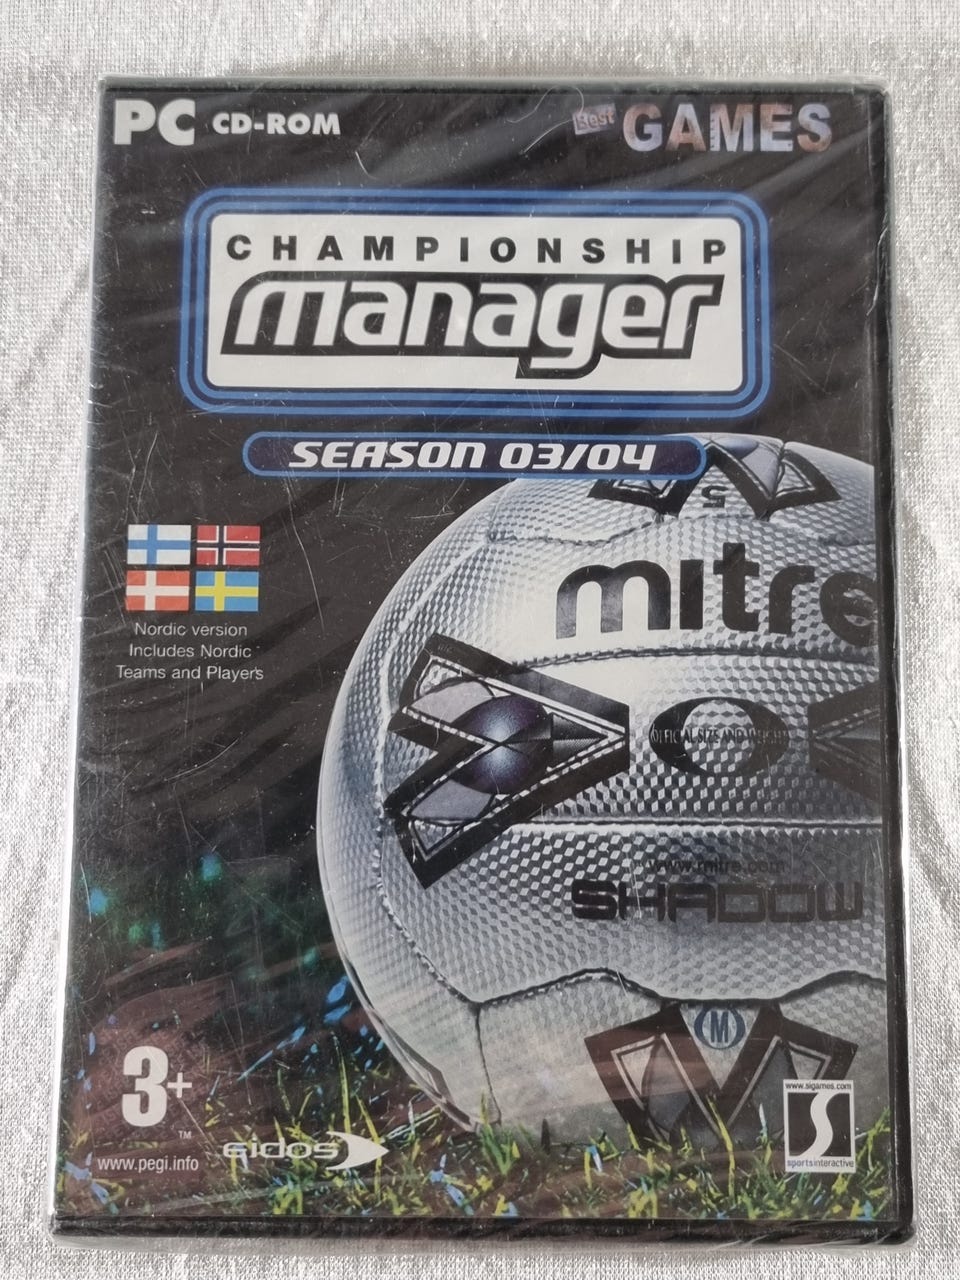 PC CD-ROM
Best GAMES
CHAMPIONSHIP
manager
SEASON 03/04
5
mitre
Nordic version
Includes Nordic
Teams and Players
OFFICIAL SIZE AND WEIGHT
www.mitre.com
SHADOW
(M)
3+
TM
www.pegi.info
eidos
www.sigames.com
S
sportsinteractive